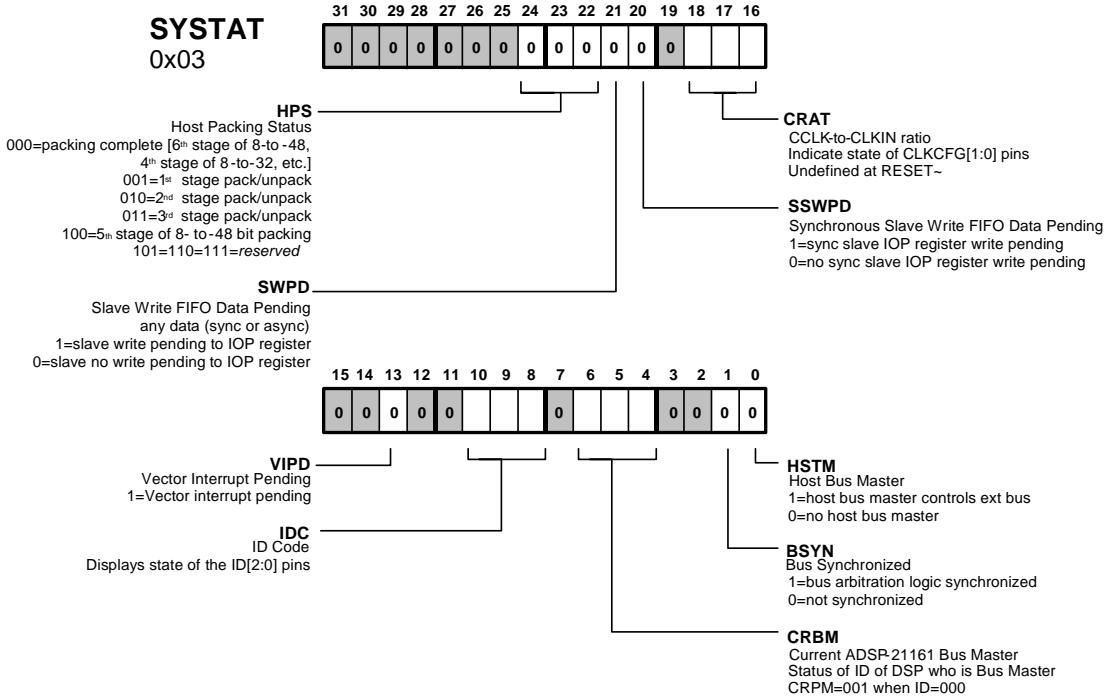 SYSTAT
0x03
31 30 29 28 27 26 25 24 23 22 21 20 19 18 17 16
0 0 0 0 0 0 0 0 0 0 0 0 0
HPS
Host Packing Status
000=packing complete [6th stage of 8-to -48,
4th stage of 8-to-32, etc.]
001=1st stage pack/unpack
010=2nd stage pack/unpack
011=3rd stage pack/unpack
100=5th stage of 8- to-48 bit packing
101=110=111=reserved
SWPD
Slave Write FIFO Data Pending
any data (sync or async)
1=slave write pending to IOP register
0=slave no write pending to IOP register
CRAT
CCLK-to-CLKIN ratio
Indicate state of CLKCFG[1:0] pins
Undefined at RESET~
SSWPD
Synchronous Slave Write FIFO Data Pending
1=sync slave IOP register write pending
0=no sync slave IOP register write pending
15 14 13 12 11 10 9 8 7 6 5 4 3 2 1 0
0 0 0 0 0 0 0 0 0 0
VIPD
Vector Interrupt Pending
1=Vector interrupt pending
IDC
ID Code
Displays state of the ID[2:0] pins
HSTM
Host Bus Master
1=host bus master controls ext bus
0=no host bus master
BSYN
Bus Synchronized
1=bus arbitration logic synchronized
0=not synchronized
CRBM
Current ADSP-21161 Bus Master
Status of ID of DSP who is Bus Master
CRPM=001 when ID=000